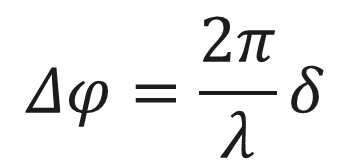 Δφ = 2π/λ δ